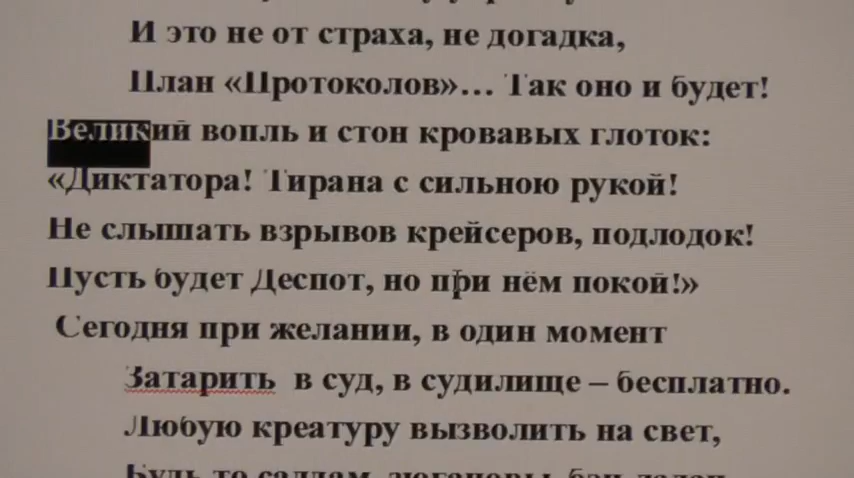 И это не от страха, не догадка,
План «Протоколов»… Так оно и будет!
Великий вопль и стон кровавых глоток:
«Диктатора! Тирана с сильною рукой!
Не слышать взрывов крейсеров, подлодок!
Пусть будет Деспот, но при нём покой!»
Сегодня при желании, в один момент
Затарить в суд, в судилище – бесплатно.
Любую креатуру вызволить на свет,